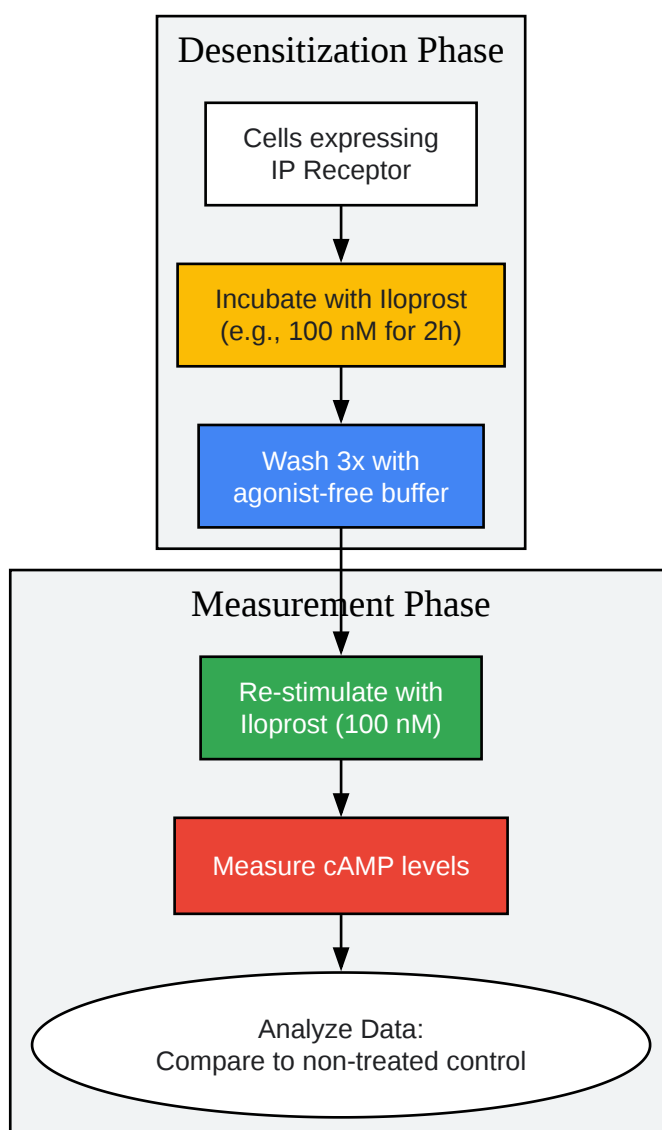 Desensitization Phase
Cells expressing
IP Receptor
Incubate with Iloprost
(e.g., 100 nM for 2h)
Wash 3x with
agonist-free buffer
Measurement Phase
Re-stimulate with
Iloprost (100 nM)
Measure cAMP levels
Analyze Data:
Compare to non-treated control